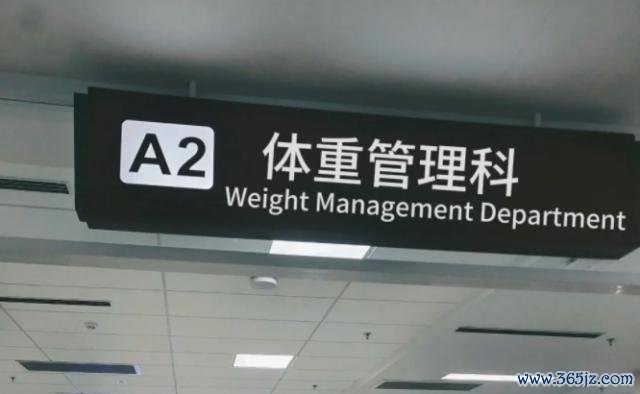 A2
体重管理科
Weight Management Department
www.365jz.com